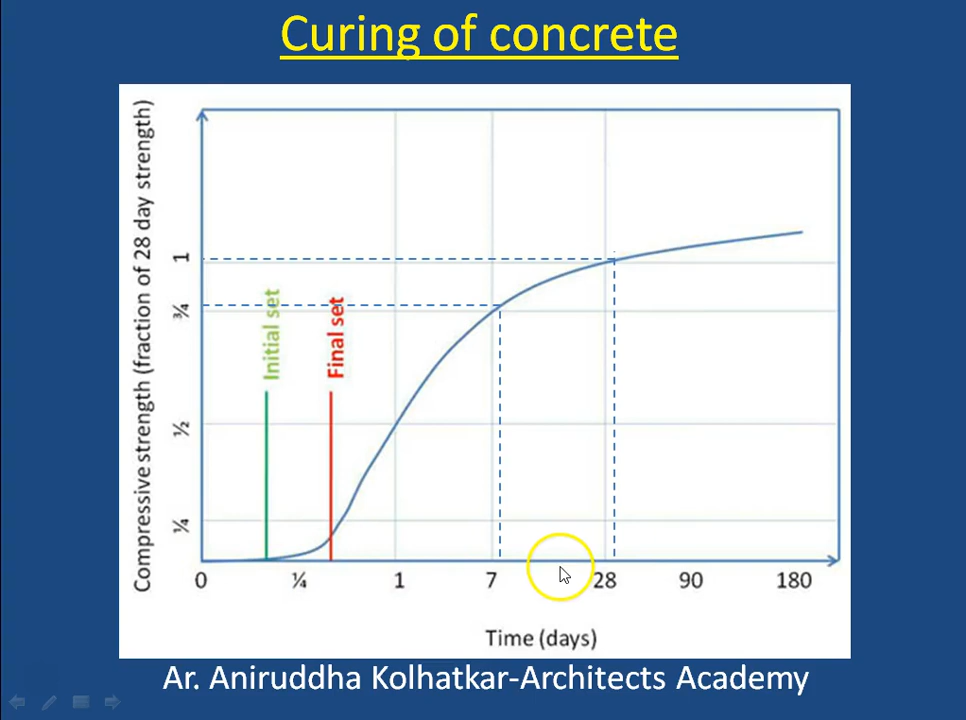 Curing of concrete
Compressive strength (fraction of 28 day strength)
1
¾
½
¼
Initial set
Final set
0 ¼ 1 7 28 90 180
Time (days)
Ar. Aniruddha Kolhatkar-Architects Academy